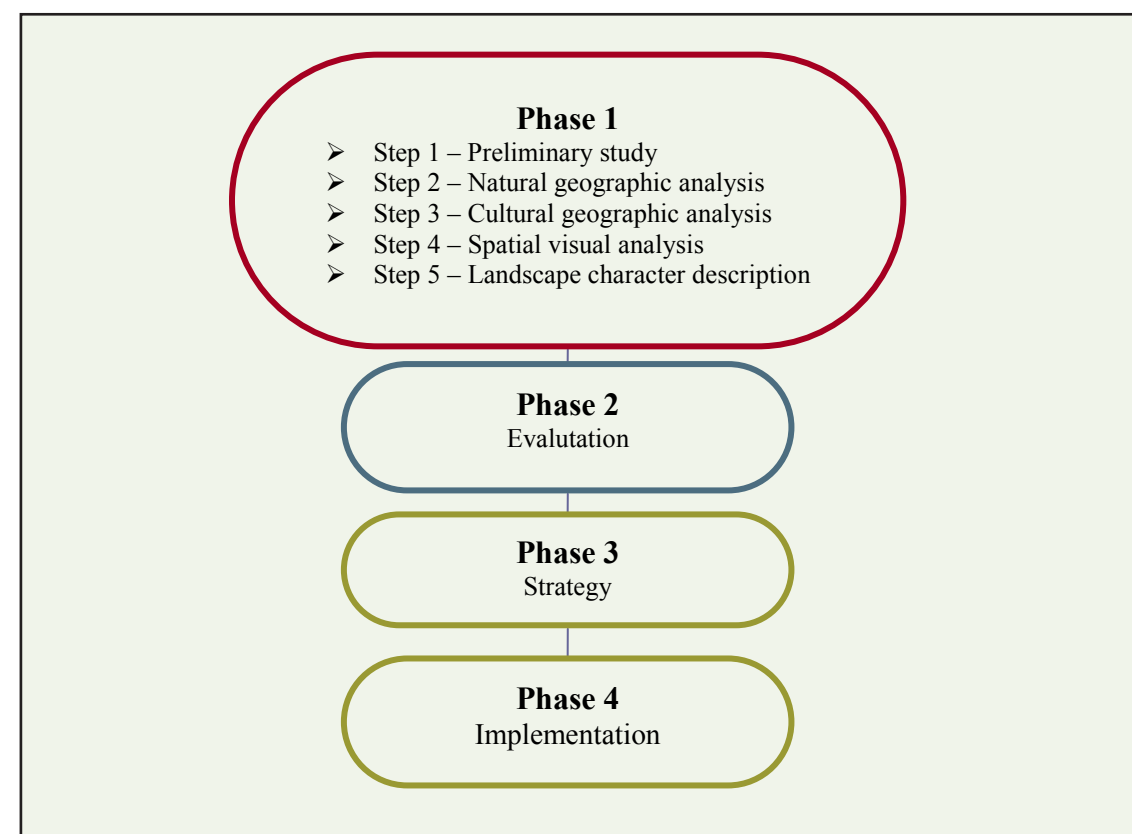 Phase 1
➢ Step 1 – Preliminary study
➢ Step 2 – Natural geographic analysis
➢ Step 3 – Cultural geographic analysis
➢ Step 4 – Spatial visual analysis
➢ Step 5 – Landscape character description
Phase 2
Evalutation
Phase 3
Strategy
Phase 4
Implementation